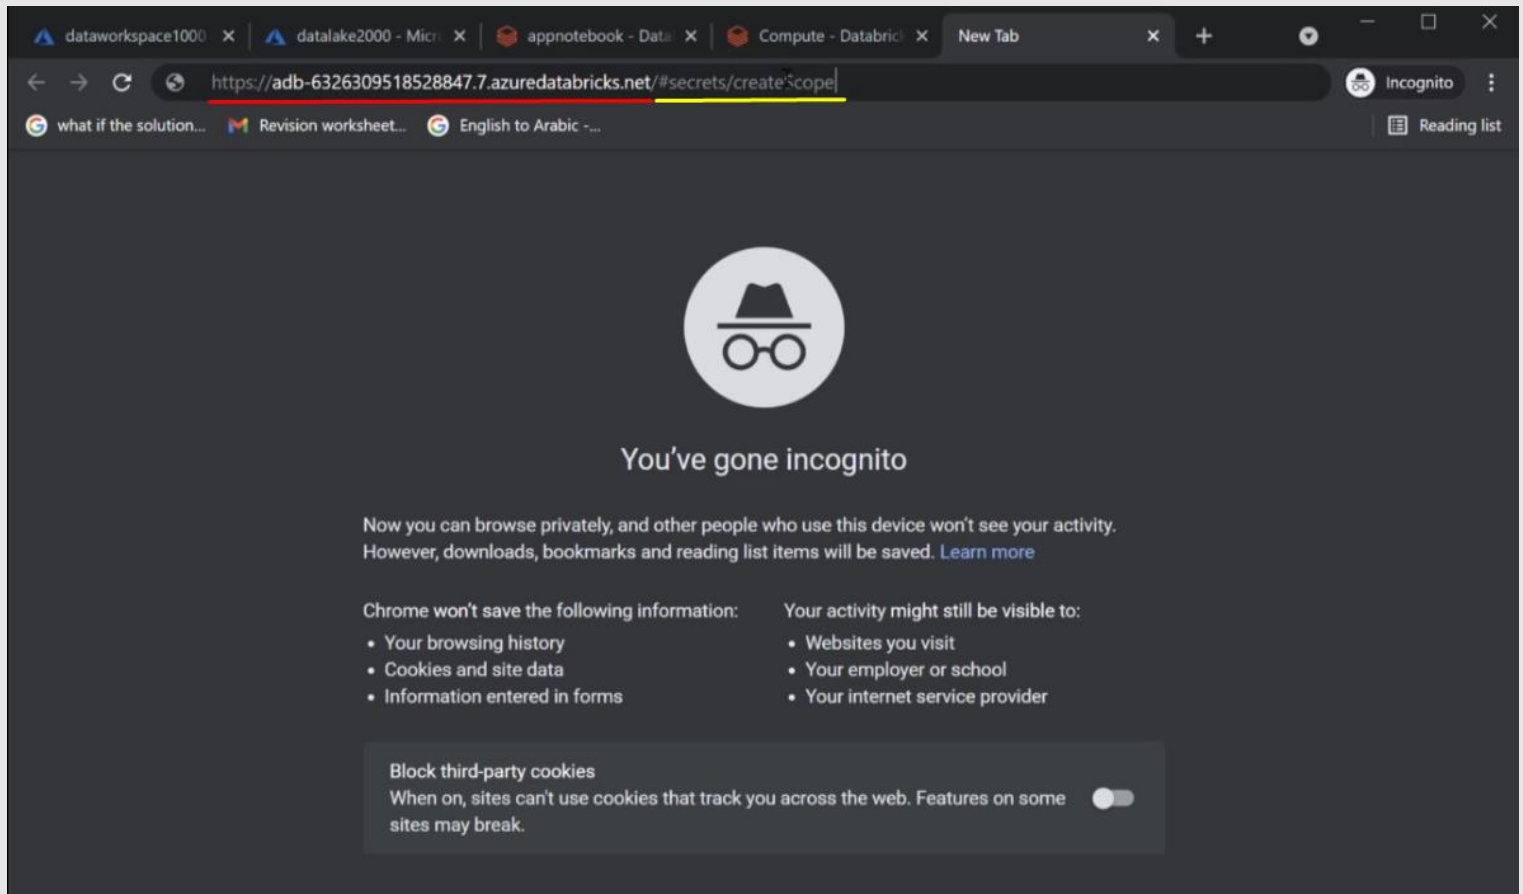 dataworkspace1000
datalake2000 - Micr
appnotebook - Data
Compute - Databric
New Tab
https://adb-6326309518528847.7.azuredatabricks.net/#secrets/createScope
Incognito
what if the solution...
Revision worksheet...
English to Arabic -...
Reading list
You've gone incognito
Now you can browse privately, and other people who use this device won't see your activity.
However, downloads, bookmarks and reading list items will be saved. Learn more
Chrome won't save the following information:
• Your browsing history
• Cookies and site data
• Information entered in forms
Your activity might still be visible to:
• Websites you visit
• Your employer or school
• Your internet service provider
Block third-party cookies
When on, sites can't use cookies that track you across the web. Features on some
sites may break.